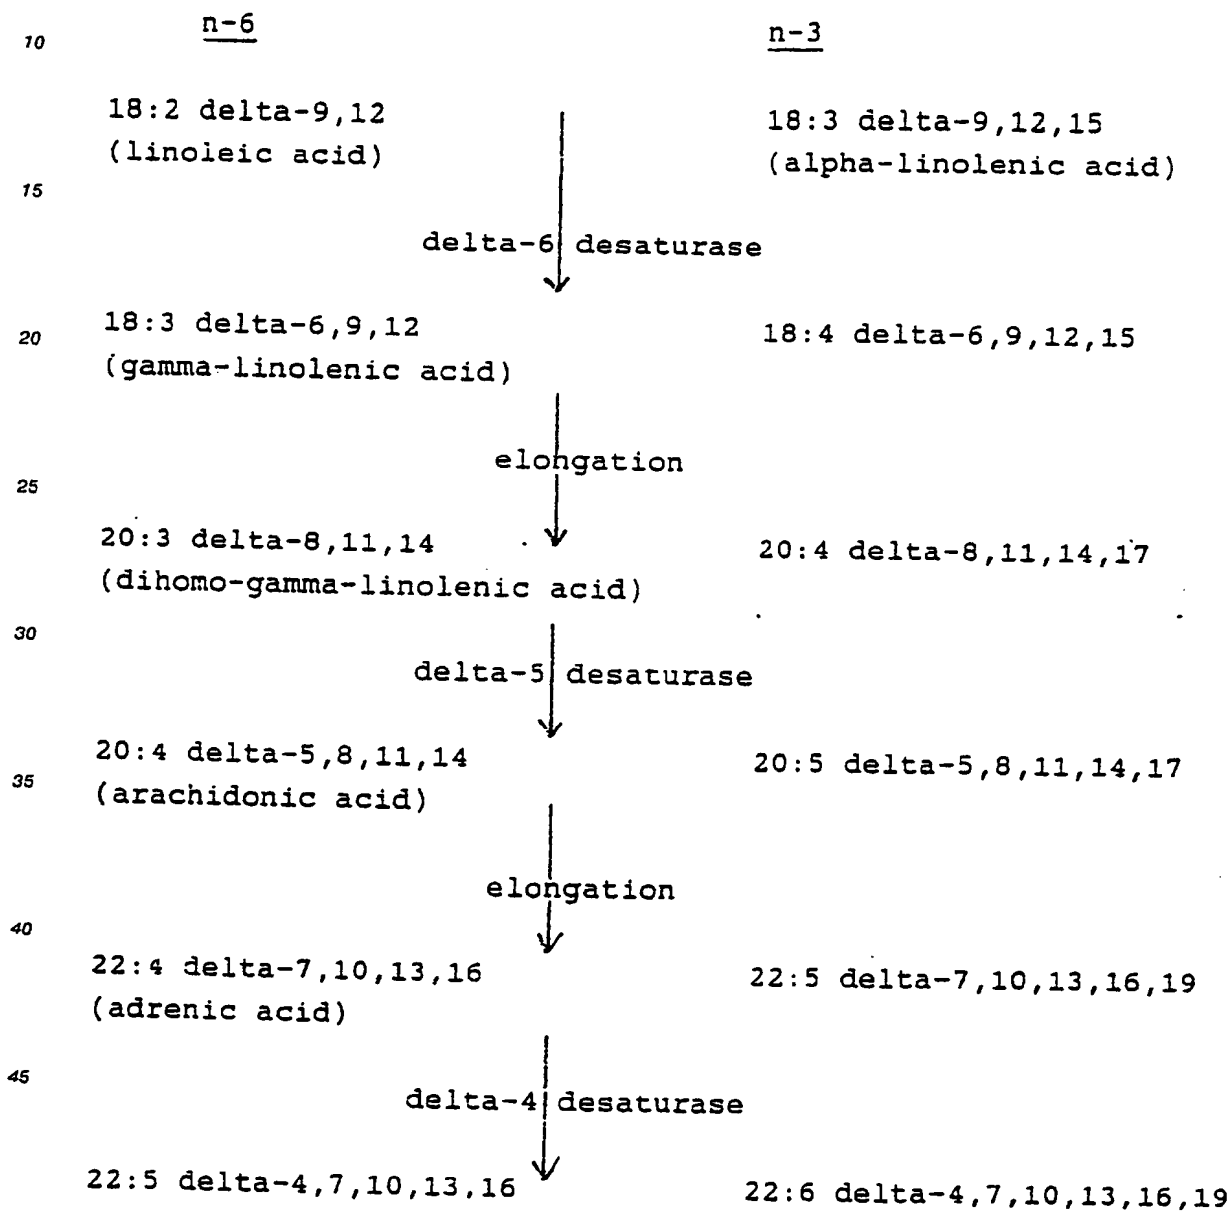 10 n-6 n-3
18:2 delta-9,12 18:3 delta-9,12,15
(linoleic acid) (alpha-linolenic acid)
15
delta-6 desaturase
20 18:3 delta-6,9,12 18:4 delta-6,9,12,15
(gamma-linolenic acid)
elongation
25
20:3 delta-8,11,14 20:4 delta-8,11,14,17
(dihomo-gamma-linolenic acid)
30
delta-5 desaturase
20:4 delta-5,8,11,14 20:5 delta-5,8,11,14,17
35 (arachidonic acid)
elongation
40
22:4 delta-7,10,13,16 22:5 delta-7,10,13,16,19
(adrenic acid)
45
delta-4 desaturase
22:5 delta-4,7,10,13,16 22:6 delta-4,7,10,13,16,19